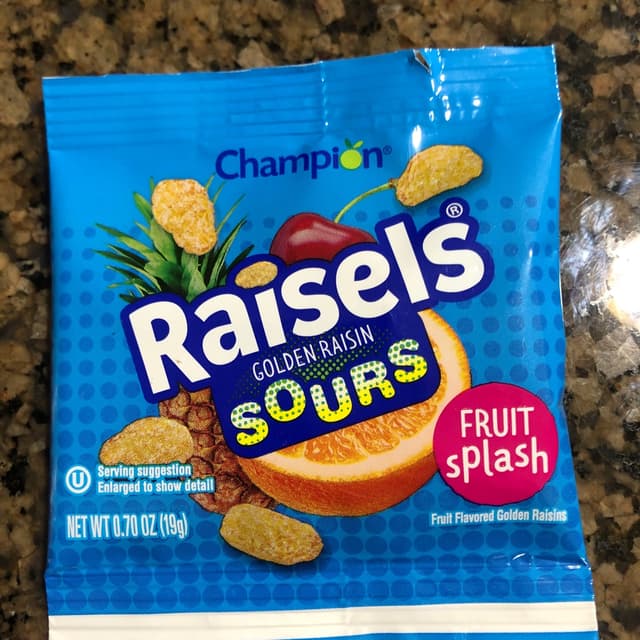 Champion®
Raisels®
GOLDEN RAISIN
SOURS
FRUIT
splash
U
Serving suggestion
Enlarged to show detail
NET WT 0.70 OZ (19g)
Fruit Flavored Golden Raisins